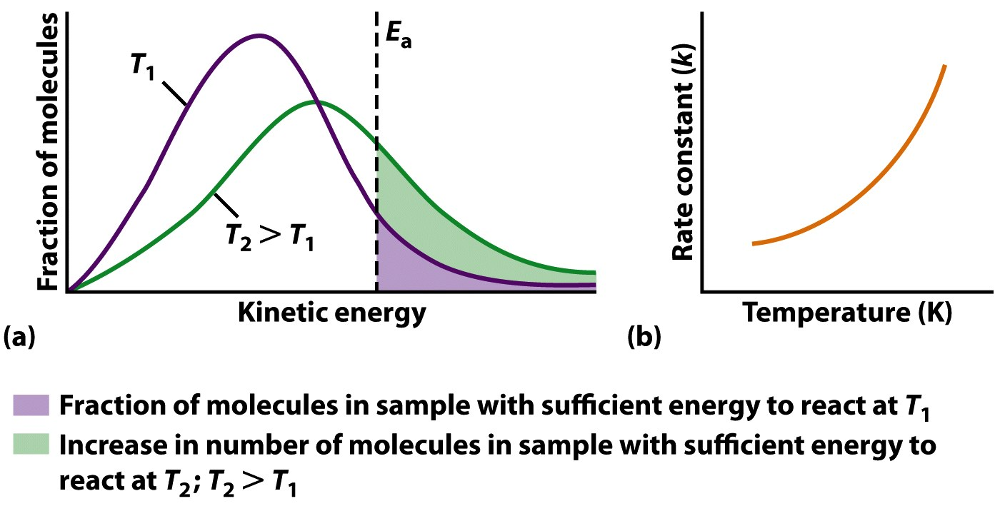 Fraction of molecules
T₁
Eₐ
T₂ > T₁
Kinetic energy
(a)
Rate constant (k)
Temperature (K)
(b)
Fraction of molecules in sample with sufficient energy to react at T₁
Increase in number of molecules in sample with sufficient energy to
react at T₂; T₂ > T₁